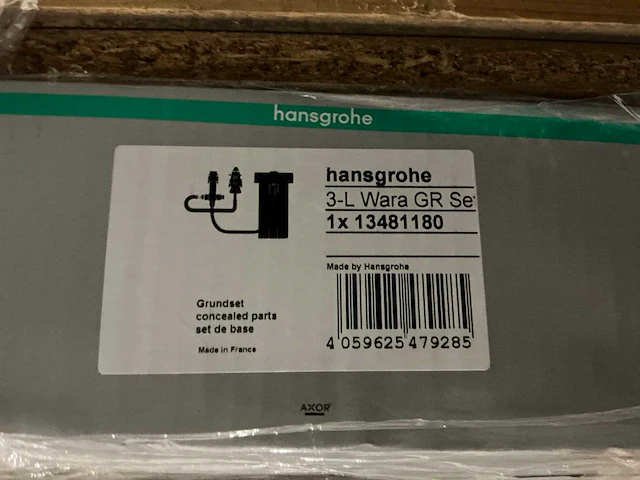 hansgrohe
hansgrohe
3-L Wara GR Set
1x 13481180
Made by Hansgrohe
Grundset
concealed parts
set de base
Made in France
4 059625 479285
AXOR